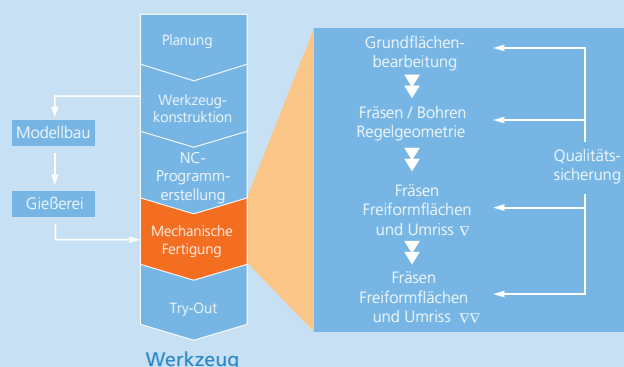 Planung
Werkzeug-
konstruktion
NC-
Programm-
erstellung
Mechanische
Fertigung
Try-Out
Werkzeug
Modellbau
Gießerei
Grundflächen-
bearbeitung
Fräsen / Bohren
Regelgeometrie
Fräsen
Freiformflächen
und Umriss ∇
Fräsen
Freiformflächen
und Umriss ∇∇
Qualitäts-
sicherung